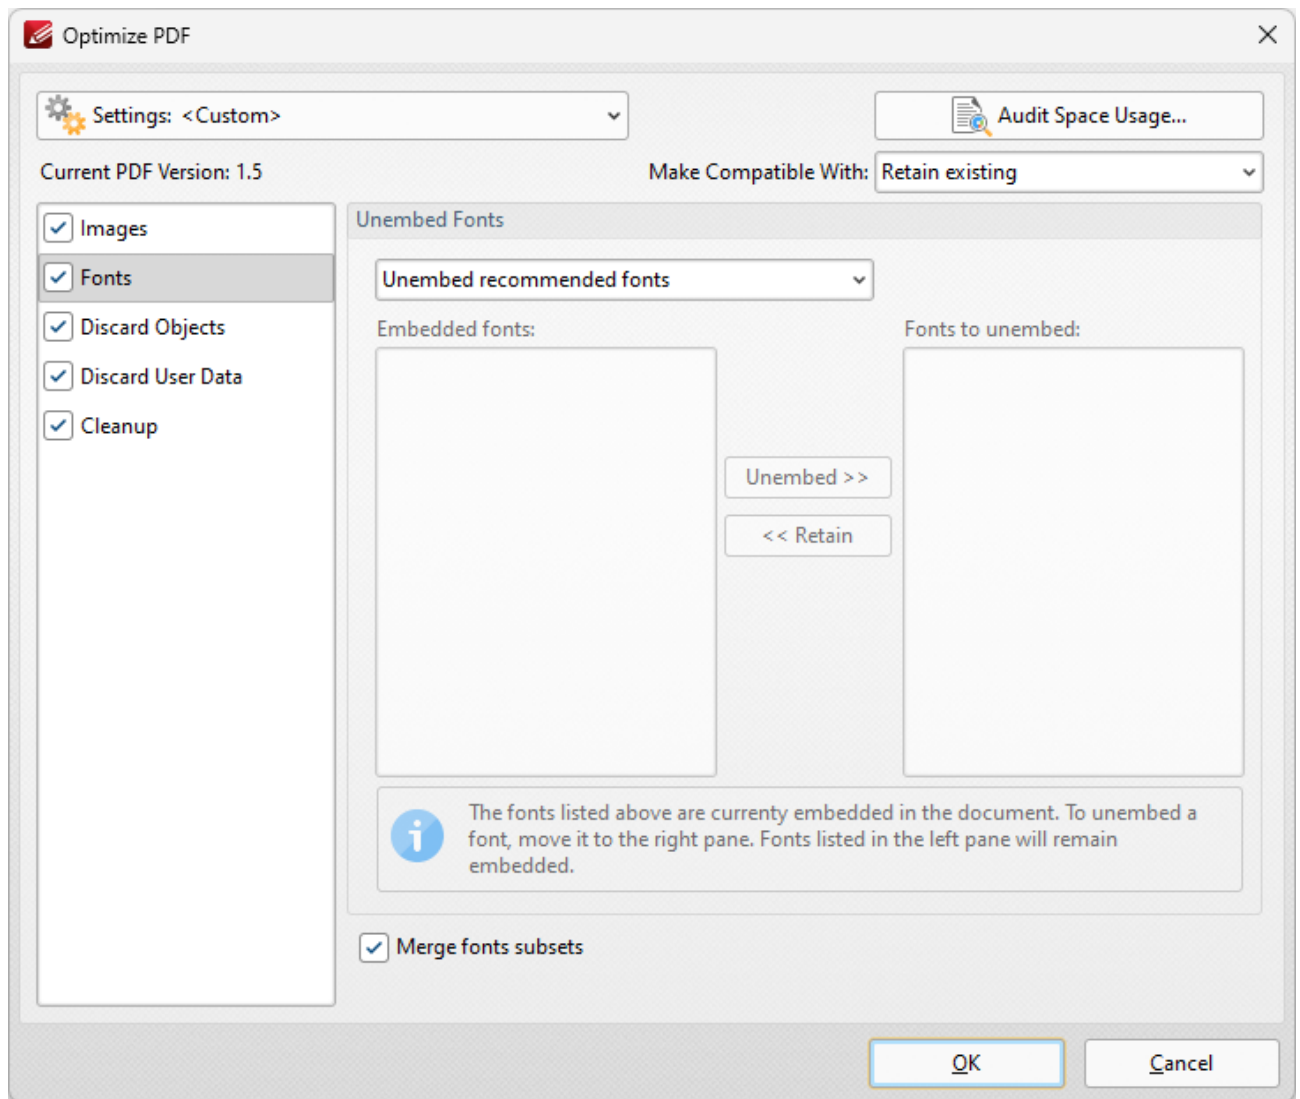 Optimize PDF
Settings: <Custom>
Audit Space Usage...
Current PDF Version: 1.5
Make Compatible With: Retain existing
Images
Fonts
Discard Objects
Discard User Data
Cleanup
Unembed Fonts
Unembed recommended fonts
Embedded fonts:
Fonts to unembed:
Unembed >>
<< Retain
The fonts listed above are currenty embedded in the document. To unembed a
font, move it to the right pane. Fonts listed in the left pane will remain
embedded.
Merge fonts subsets
OK
Cancel